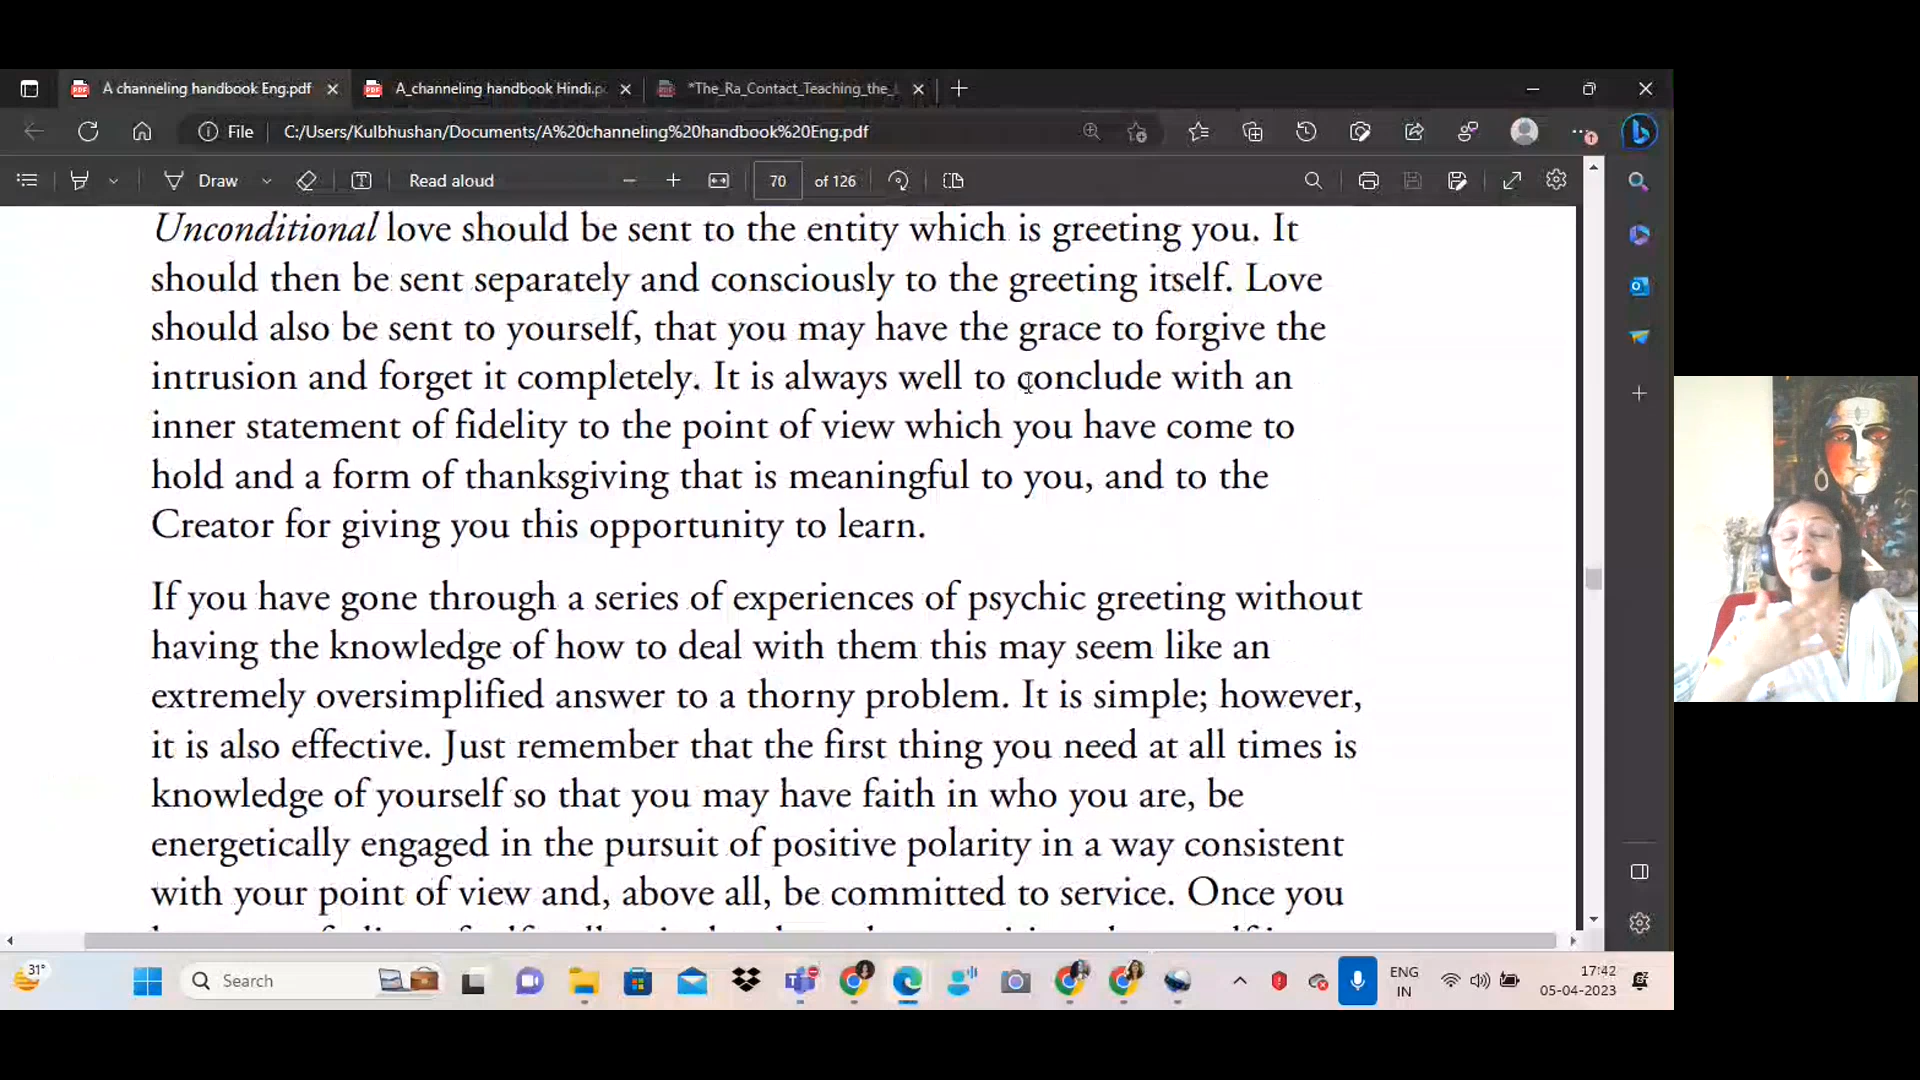 A channeling handbook Eng.pdf
A_channeling handbook Hindi.p
*The_Ra_Contact_Teaching_the_
File
C:/Users/Kulbhushan/Documents/A%20channeling%20handbook%20Eng.pdf
Draw
Read aloud
70
of 126
Unconditional love should be sent to the entity which is greeting you. It
should then be sent separately and consciously to the greeting itself. Love
should also be sent to yourself, that you may have the grace to forgive the
intrusion and forget it completely. It is always well to conclude with an
inner statement of fidelity to the point of view which you have come to
hold and a form of thanksgiving that is meaningful to you, and to the
Creator for giving you this opportunity to learn.
If you have gone through a series of experiences of psychic greeting without
having the knowledge of how to deal with them this may seem like an
extremely oversimplified answer to a thorny problem. It is simple; however,
it is also effective. Just remember that the first thing you need at all times is
knowledge of yourself so that you may have faith in who you are, be
energetically engaged in the pursuit of positive polarity in a way consistent
with your point of view and, above all, be committed to service. Once you
31°
Search
ENG
IN
17:42
05-04-2023